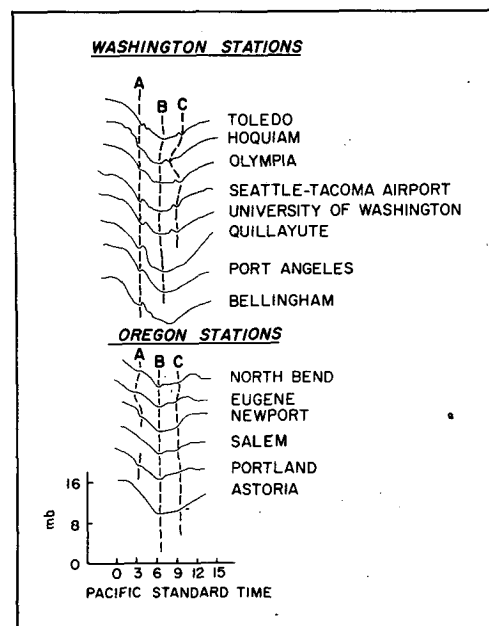 WASHINGTON STATIONS
A
B C
TOLEDO
HOQUIAM
OLYMPIA
SEATTLE-TACOMA AIRPORT
UNIVERSITY OF WASHINGTON
QUILLAYUTE
PORT ANGELES
BELLINGHAM
OREGON STATIONS
A B C
NORTH BEND
EUGENE
NEWPORT
SALEM
PORTLAND
ASTORIA
16
8
0
mb
0 3 6 9 12 15
PACIFIC STANDARD TIME